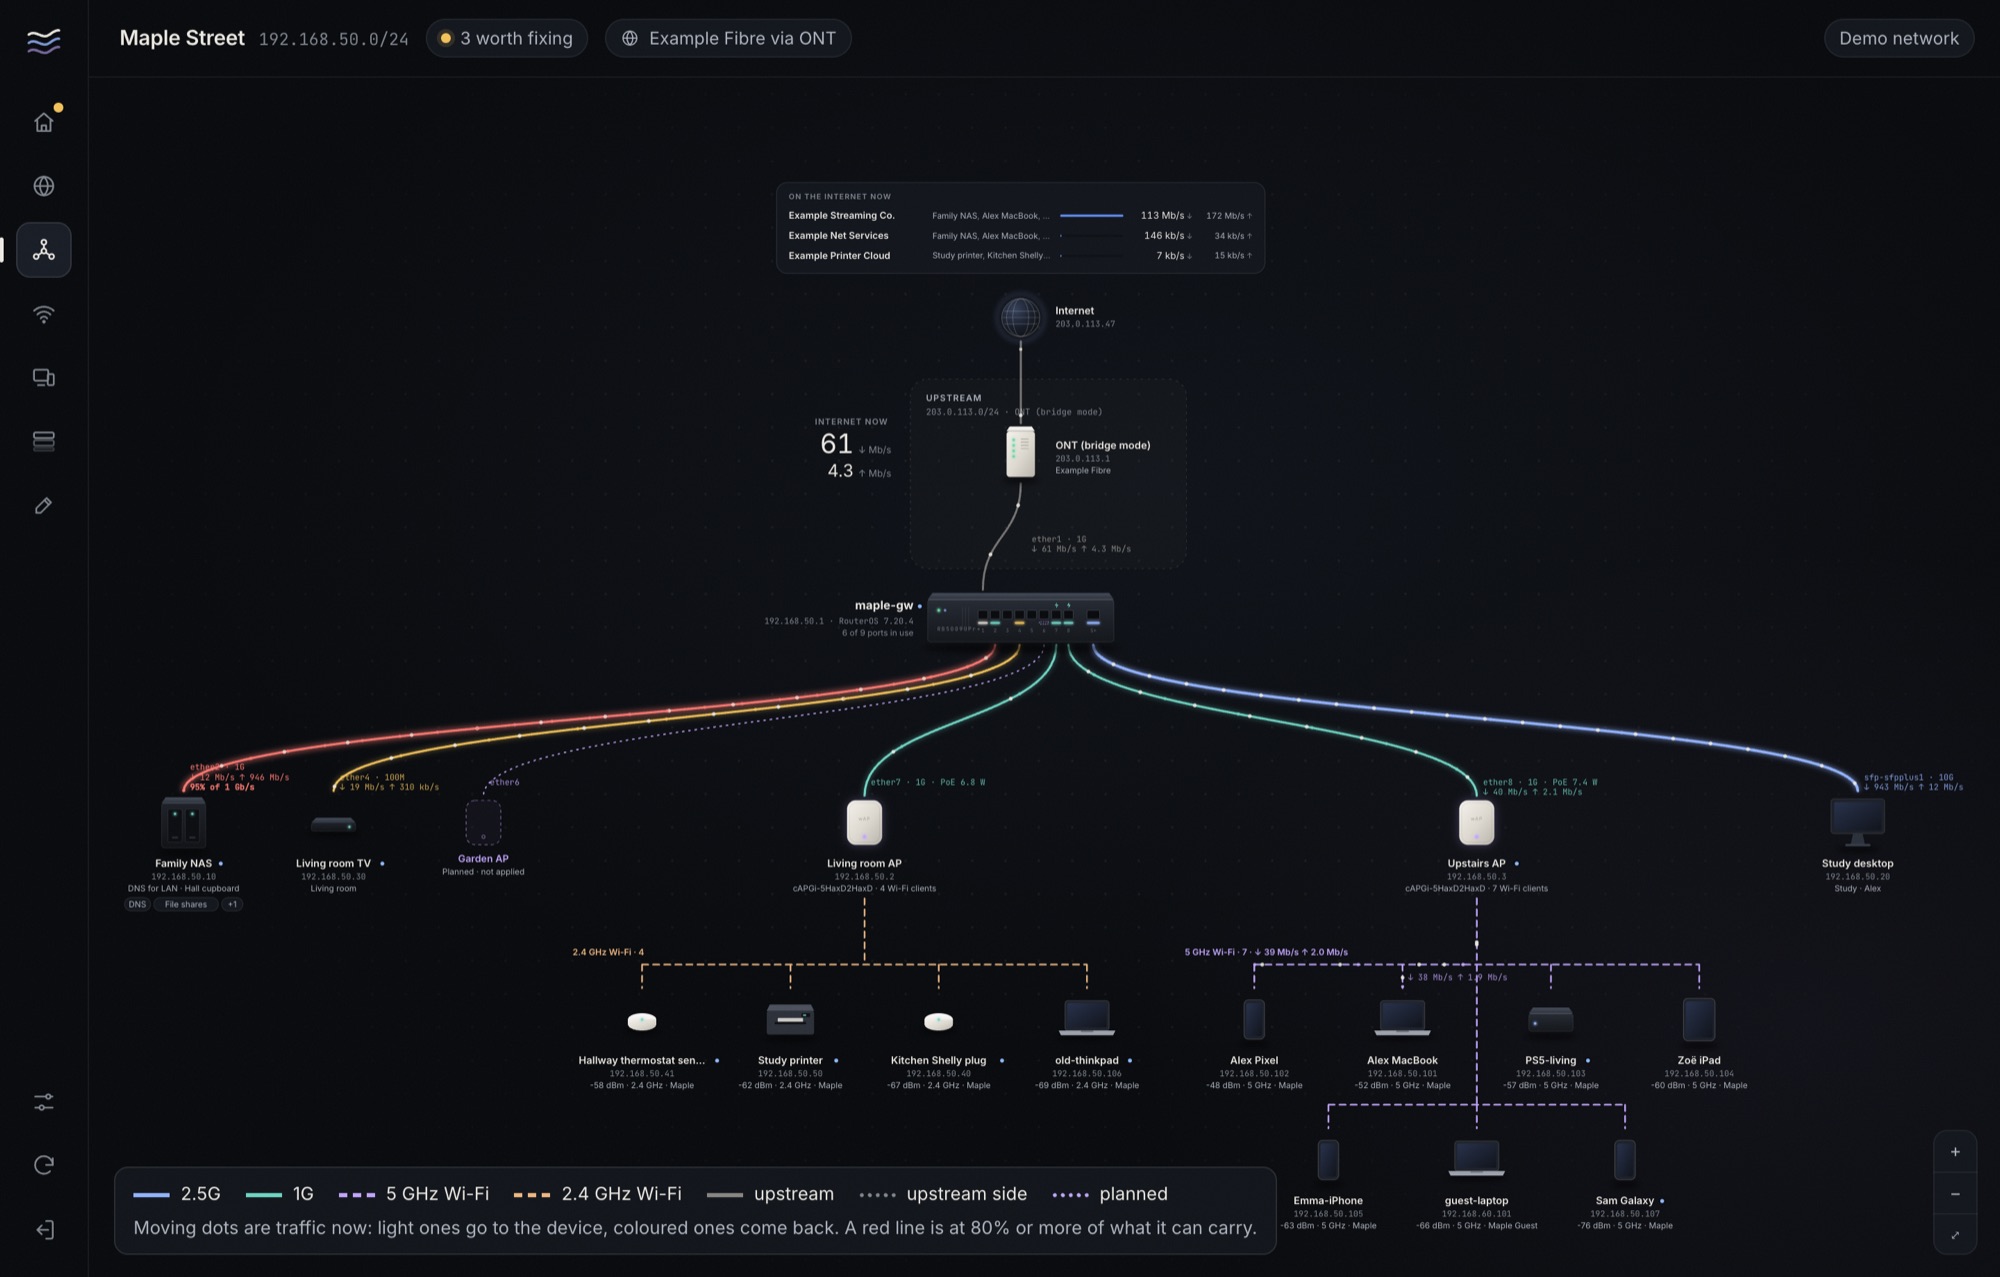 Maple Street 192.168.50.0/24 3 worth fixing Example Fibre via ONT Demo network
ON THE INTERNET NOW
Example Streaming Co. Family NAS, Alex MacBook, ... 113 Mb/s ↓ 172 Mb/s ↑
Example Net Services Family NAS, Alex MacBook, ... 146 kb/s ↓ 34 kb/s ↑
Example Printer Cloud Study printer, Kitchen Shelly... 7 kb/s ↓ 15 kb/s ↑
Internet
203.0.113.47
UPSTREAM
203.0.113.0/24 · ONT (bridge mode)
INTERNET NOW
61 ↓ Mb/s
4.3 ↑ Mb/s
ONT (bridge mode)
203.0.113.1
Example Fibre
ether1 · 1G
↓ 61 Mb/s ↑ 4.3 Mb/s
maple-gw
192.168.50.1 · RouterOS 7.20.4
6 of 9 ports in use
· 1G
12 Mb/s ↑ 946 Mb/s
95% of 1 Gb/s
Family NAS
192.168.50.10
DNS for LAN · Hall cupboard
DNS File shares +1
ether4 · 100M
↓ 19 Mb/s ↑ 310 kb/s
Living room TV
192.168.50.30
Living room
ether6
Garden AP
Planned · not applied
ether7 · 1G · PoE 6.8 W
Living room AP
192.168.50.2
cAPGi-5HaxD2HaxD · 4 Wi-Fi clients
ether8 · 1G · PoE 7.4 W
↓ 40 Mb/s ↑ 2.1 Mb/s
Upstairs AP
192.168.50.3
cAPGi-5HaxD2HaxD · 7 Wi-Fi clients
sfp-sfpplus1 · 10G
↓ 943 Mb/s ↑ 12 Mb/s
Study desktop
192.168.50.20
Study · Alex
2.4 GHz Wi-Fi · 4
Hallway thermostat sen...
192.168.50.41
-58 dBm · 2.4 GHz · Maple
Study printer
192.168.50.50
-62 dBm · 2.4 GHz · Maple
Kitchen Shelly plug
192.168.50.40
-67 dBm · 2.4 GHz · Maple
old-thinkpad
192.168.50.106
-69 dBm · 2.4 GHz · Maple
5 GHz Wi-Fi · 7 · ↓ 39 Mb/s ↑ 2.0 Mb/s
↓ 38 Mb/s ↑ 1.9 Mb/s
Alex Pixel
192.168.50.102
-48 dBm · 5 GHz · Maple
Alex MacBook
192.168.50.101
-52 dBm · 5 GHz · Maple
PS5-living
192.168.50.103
-57 dBm · 5 GHz · Maple
Zoë iPad
192.168.50.104
-60 dBm · 5 GHz · Maple
Emma-iPhone
192.168.50.105
-63 dBm · 5 GHz · Maple
guest-laptop
192.168.60.101
-66 dBm · 5 GHz · Maple Guest
Sam Galaxy
192.168.50.107
-76 dBm · 5 GHz · Maple
2.5G 1G 5 GHz Wi-Fi 2.4 GHz Wi-Fi upstream upstream side planned
Moving dots are traffic now: light ones go to the device, coloured ones come back. A red line is at 80% or more of what it can carry.